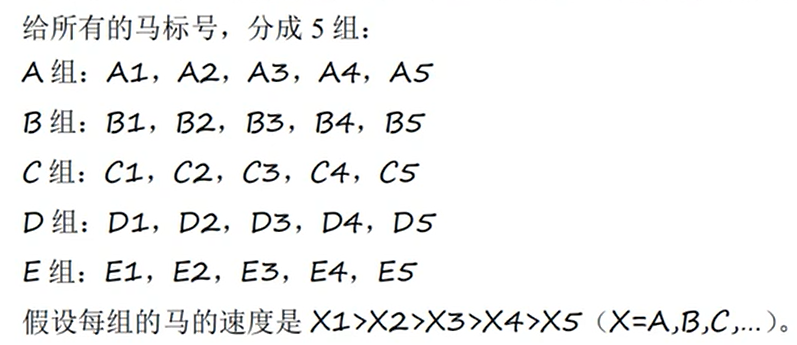 给所有的马标号，分成 5 组：
A 组：A1，A2，A3，A4，A5
B 组：B1，B2，B3，B4，B5
C 组：C1，C2，C3，C4，C5
D 组：D1，D2，D3，D4，D5
E 组：E1，E2，E3，E4，E5
假设每组的马的速度是 X1>X2>X3>X4>X5（X=A,B,C,...）。